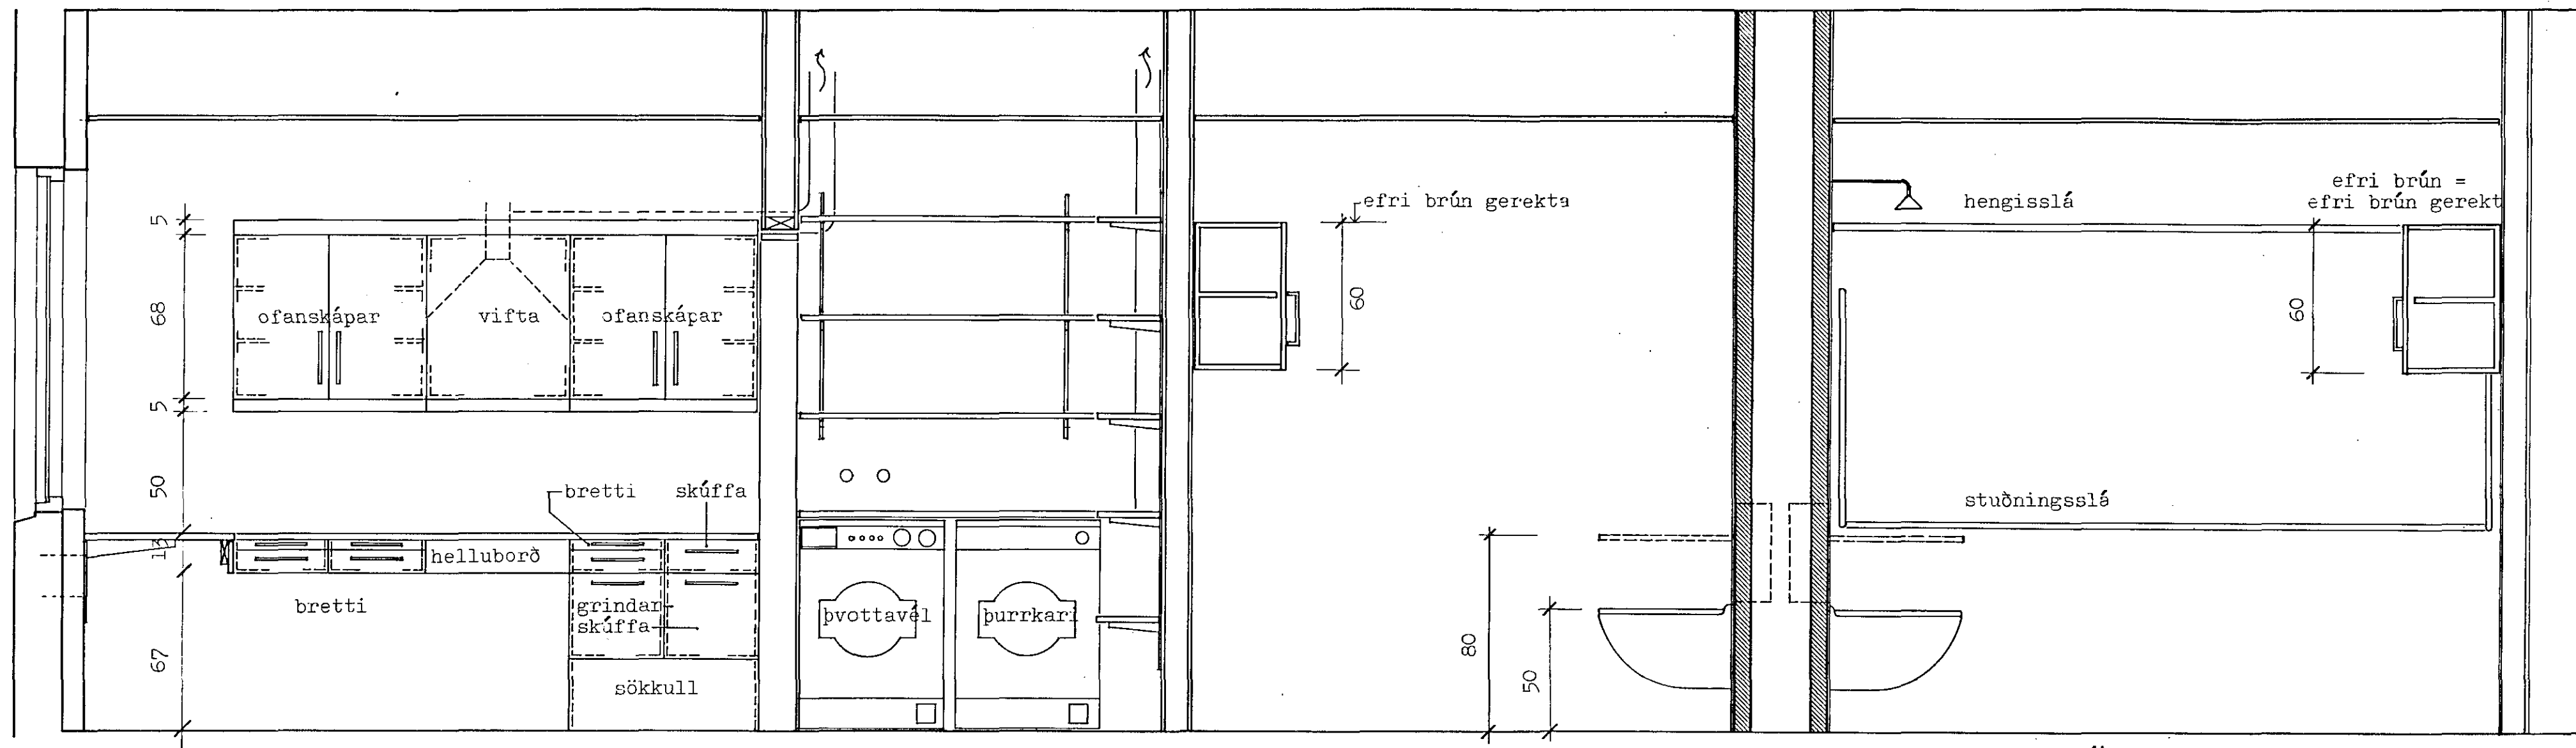 efri brún gerekta
hengisslá
efri brún =
efri brún gerekt
5
68
5
50
13
67
ofanskápar
vifta
ofanskápar
60
60
bretti
skúffa
stuðningsslá
helluborð
bretti
grindar
skúffa
sökkull
þvottavél
þurrkari
80
50